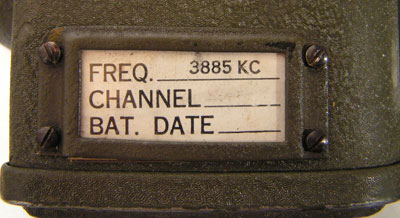 FREQ. 3885 KC
CHANNEL
BAT. DATE